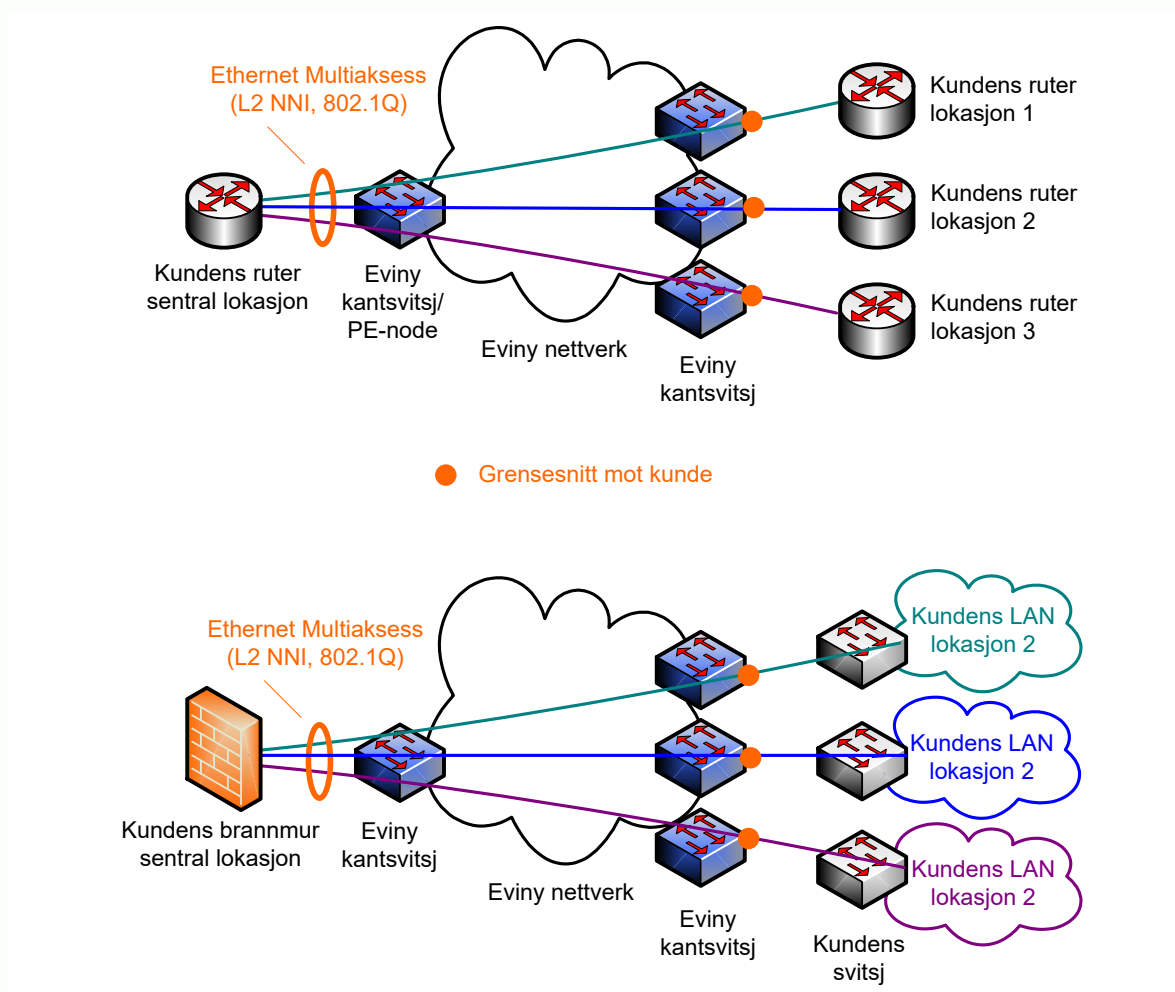 Ethernet Multiaksess
(L2 NNI, 802.1Q)
Kundens ruter
lokasjon 1
Kundens ruter
lokasjon 2
Kundens ruter
lokasjon 3
Kundens ruter
sentral lokasjon
Eviny
kantsvitsj/
PE-node
Eviny nettverk
Eviny
kantsvitsj
Grensesnitt mot kunde
Ethernet Multiaksess
(L2 NNI, 802.1Q)
Kundens LAN
lokasjon 2
Kundens LAN
lokasjon 2
Kundens LAN
lokasjon 2
Kundens brannmur
sentral lokasjon
Eviny
kantsvitsj
Eviny nettverk
Eviny
kantsvitsj
Kundens
svitsj